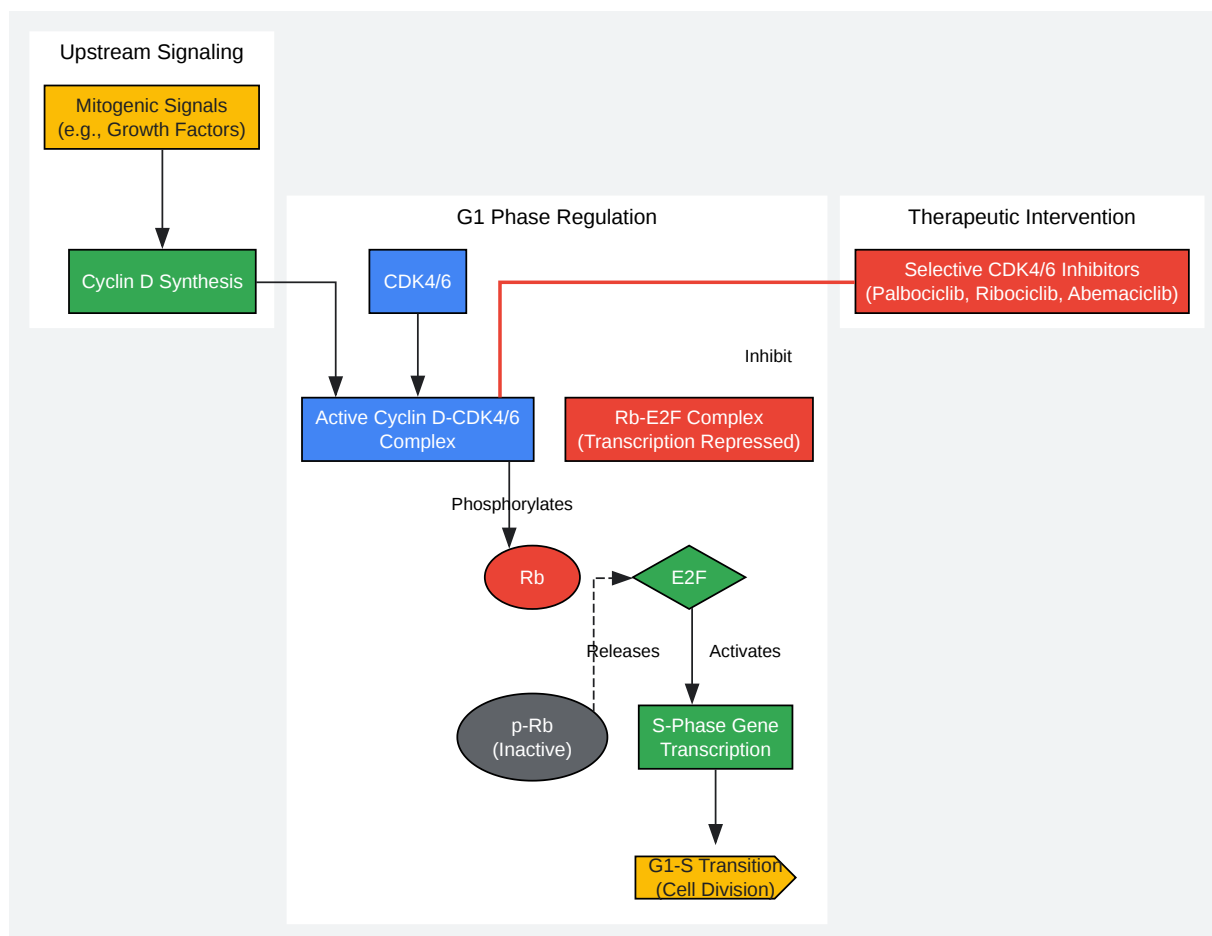 Upstream Signaling
Mitogenic Signals
(e.g., Growth Factors)
Cyclin D Synthesis
G1 Phase Regulation
CDK4/6
Therapeutic Intervention
Selective CDK4/6 Inhibitors
(Palbociclib, Ribociclib, Abemaciclib)
Inhibit
Active Cyclin D-CDK4/6
Complex
Rb-E2F Complex
(Transcription Repressed)
Phosphorylates
Rb
E2F
Releases
Activates
p-Rb
(Inactive)
S-Phase Gene
Transcription
G1-S Transition
(Cell Division)